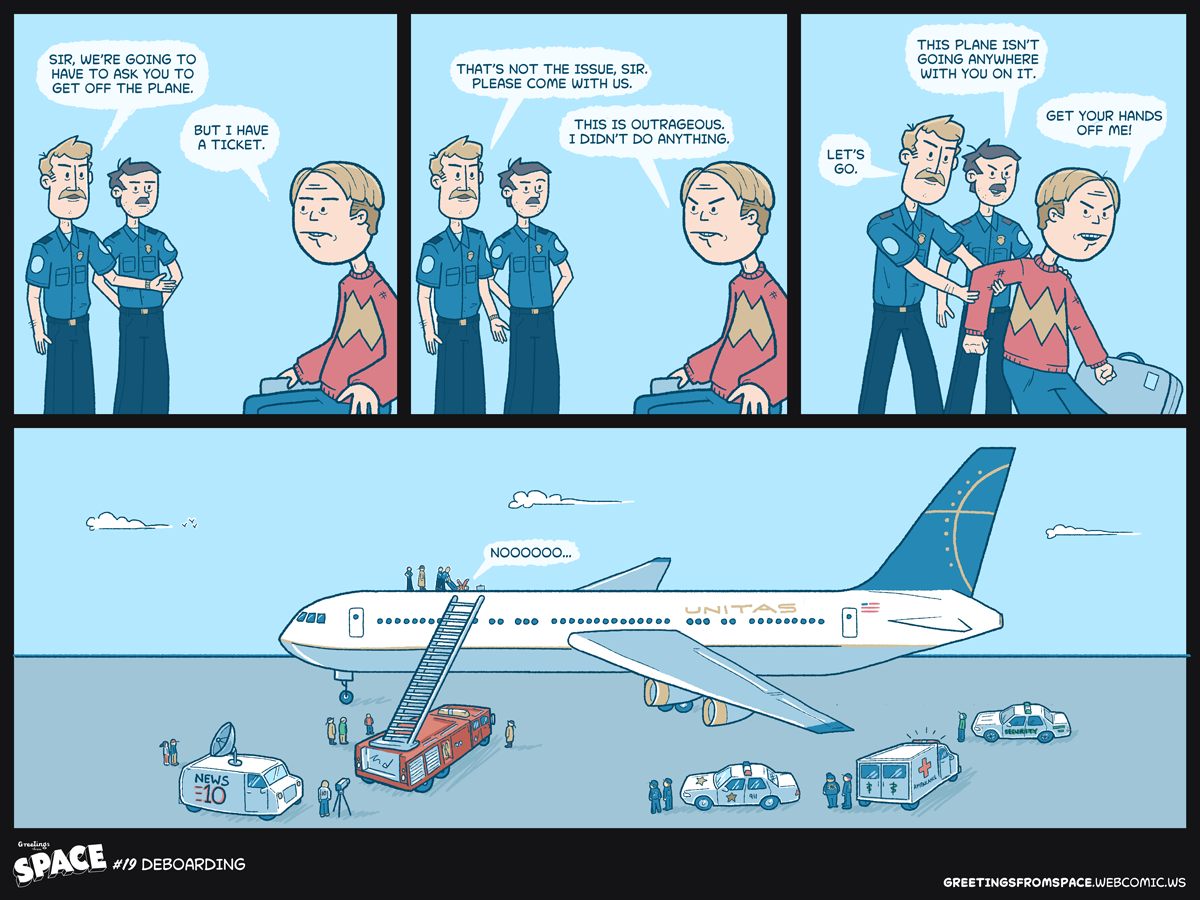 SIR, WE'RE GOING TO
HAVE TO ASK YOU TO
GET OFF THE PLANE.
BUT I HAVE
A TICKET.
THAT'S NOT THE ISSUE, SIR.
PLEASE COME WITH US.
THIS IS OUTRAGEOUS.
I DIDN'T DO ANYTHING.
THIS PLANE ISN'T
GOING ANYWHERE
WITH YOU ON IT.
LET'S
GO.
GET YOUR HANDS
OFF ME!
NOOOOOO...
UNITAS
NEWS
10
911
AMBULANCE
SECURITY
Greetings
SPACE
#19 DEBOARDING
GREETINGSFROMSPACE.WEBCOMIC.WS